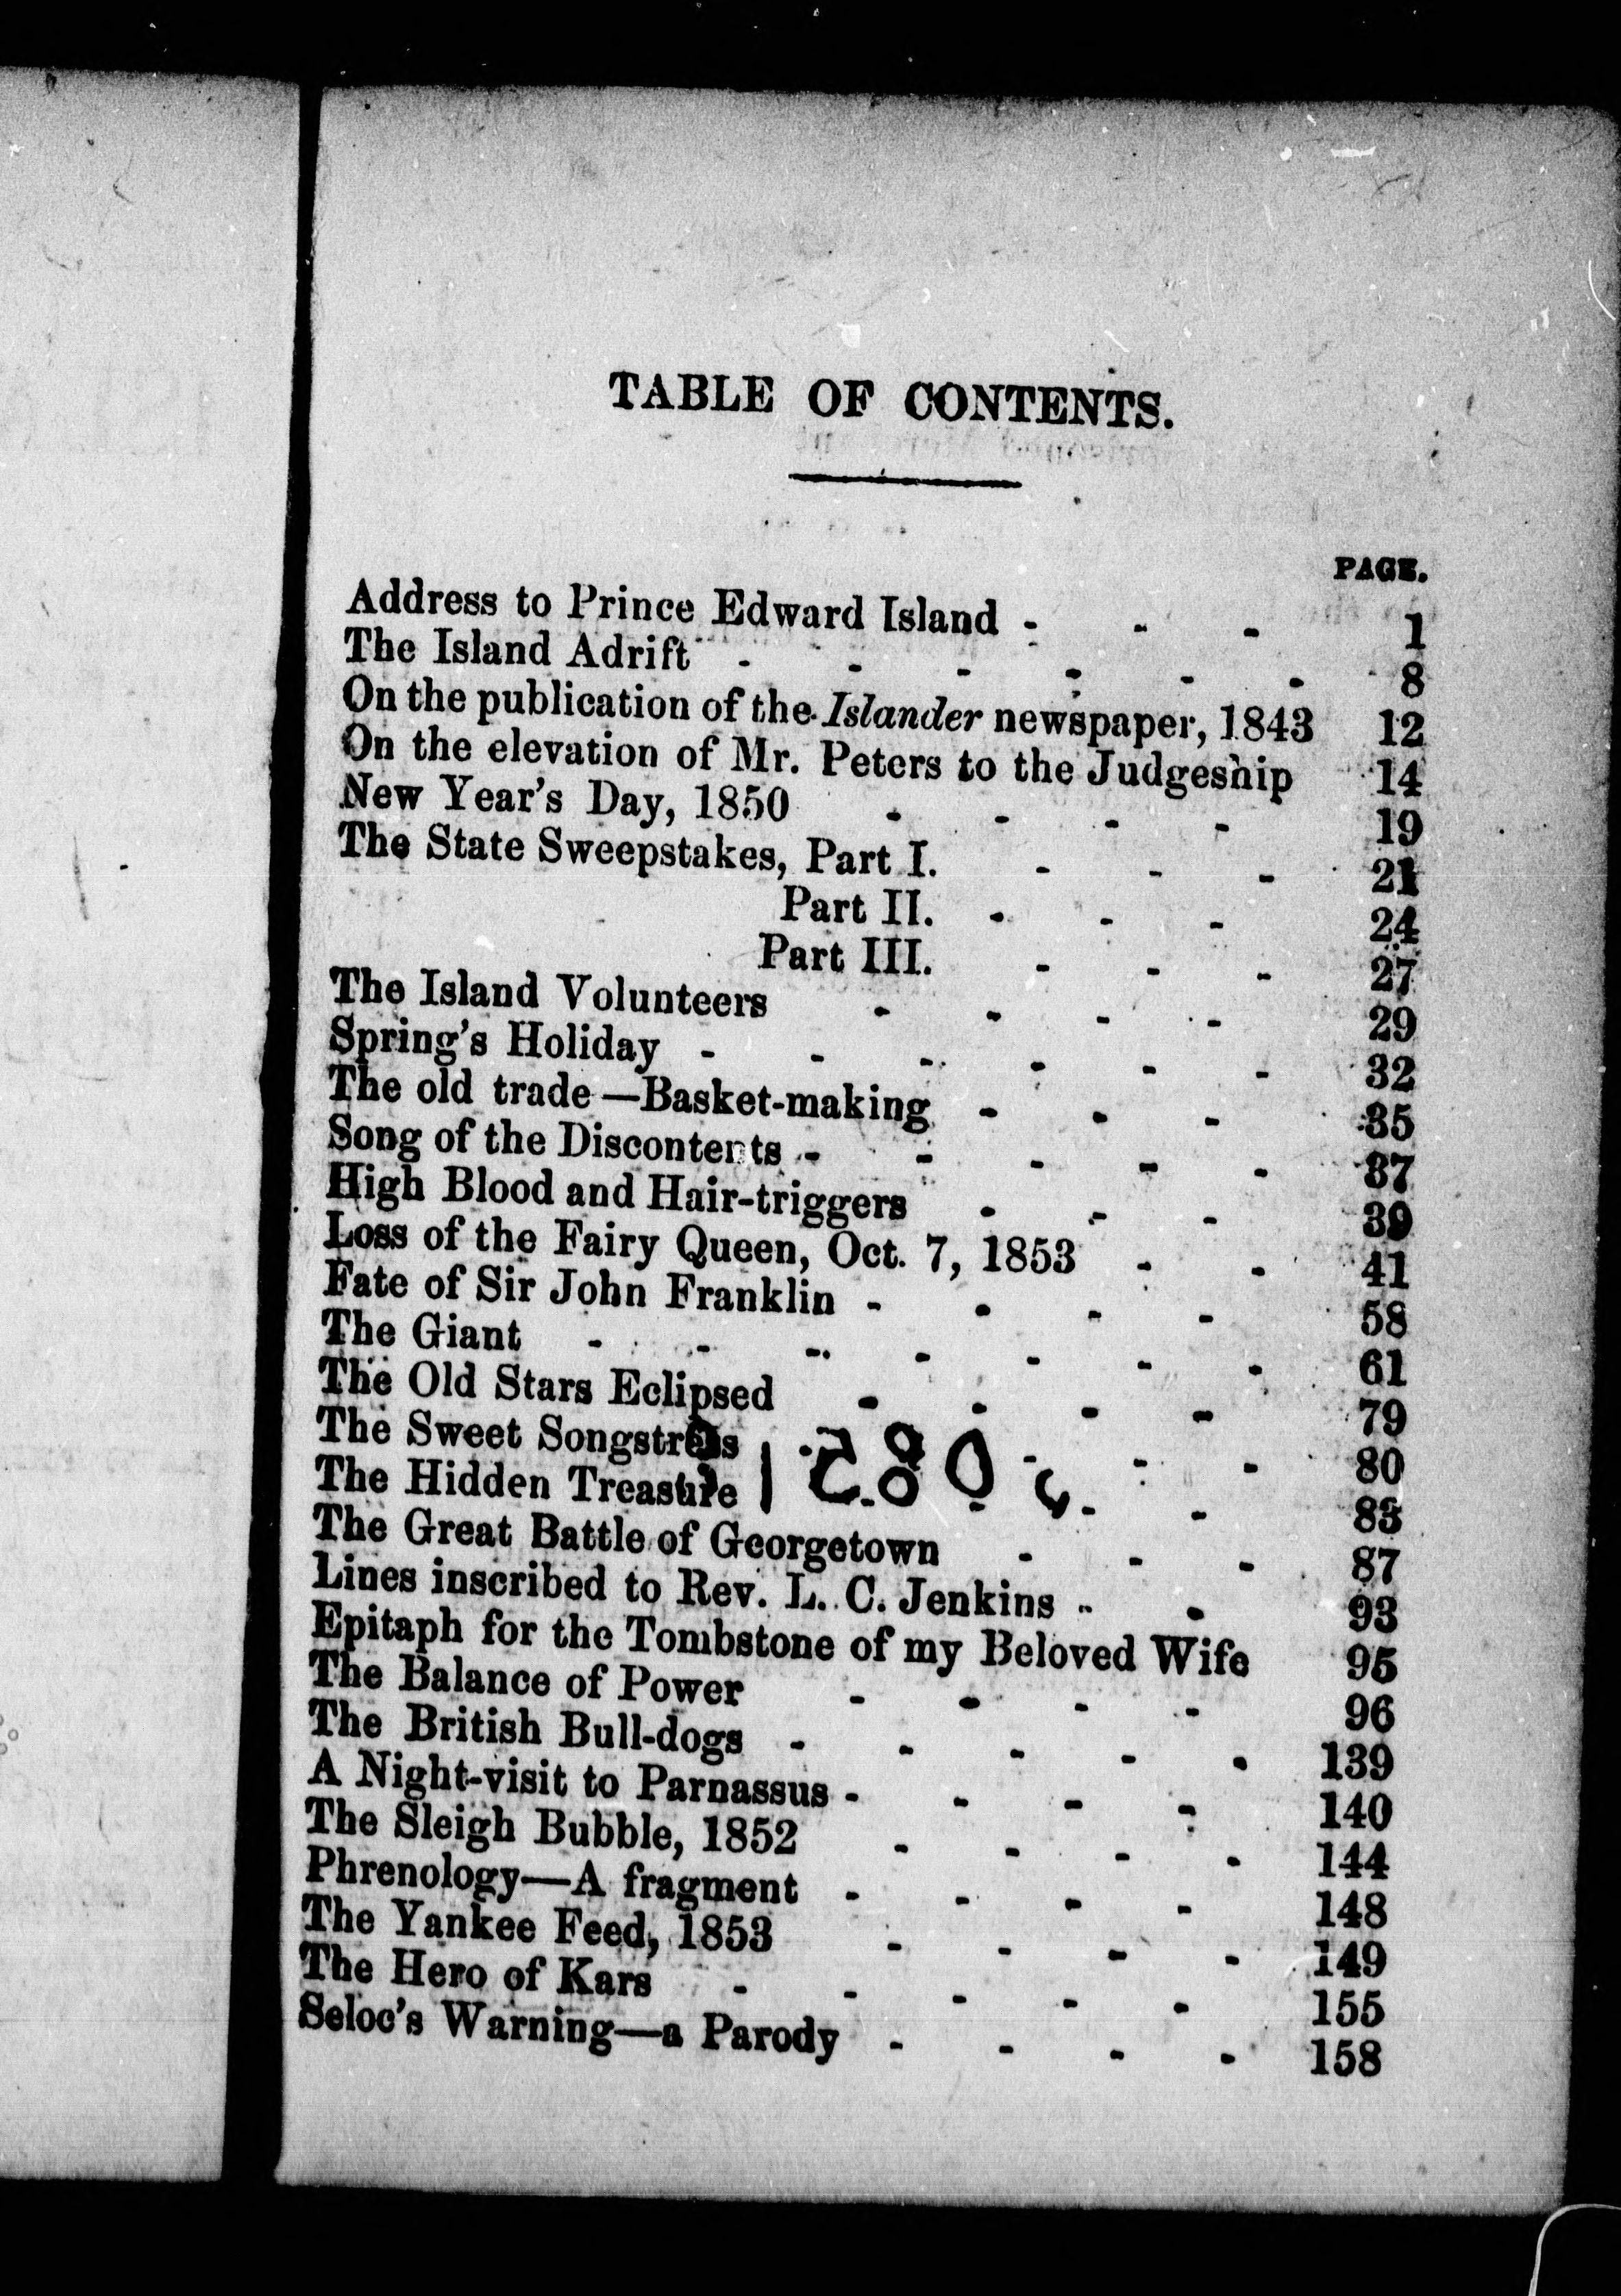 TABLE OF CONTENTS.
PAGE.
Address to Prince Edward Island - - - 1
The Island Adrift - - - - - - 8
On the publication of the Islander newspaper, 1843 12
On the elevation of Mr. Peters to the Judgeship 14
New Year's Day, 1850 - - - - 19
The State Sweepstakes, Part I. - - - 21
Part II. - - - 24
Part III. - - - 27
The Island Volunteers - - - - 29
Spring's Holiday - - - - - - 32
The old trade—Basket-making - - - 35
Song of the Discontents - - - - - 37
High Blood and Hair-triggers - - - 39
Loss of the Fairy Queen, Oct. 7, 1853 - - 41
Fate of Sir John Franklin - - - - 58
The Giant - - - - - - - 61
The Old Stars Eclipsed - - - - 79
The Sweet Songstress - - - 80
The Hidden Treasure - - 83
The Great Battle of Georgetown - - - 87
Lines inscribed to Rev. L. C. Jenkins - - 93
Epitaph for the Tombstone of my Beloved Wife 95
The Balance of Power - - - - 96
The British Bull-dogs - - - - - 139
A Night-visit to Parnassus - - - - 140
The Sleigh Bubble, 1852 - - - - 144
Phrenology—A fragment - - - - 148
The Yankee Feed, 1853 - - - - 149
The Hero of Kars - - - - - 155
Seloc's Warning—a Parody - - - - 158